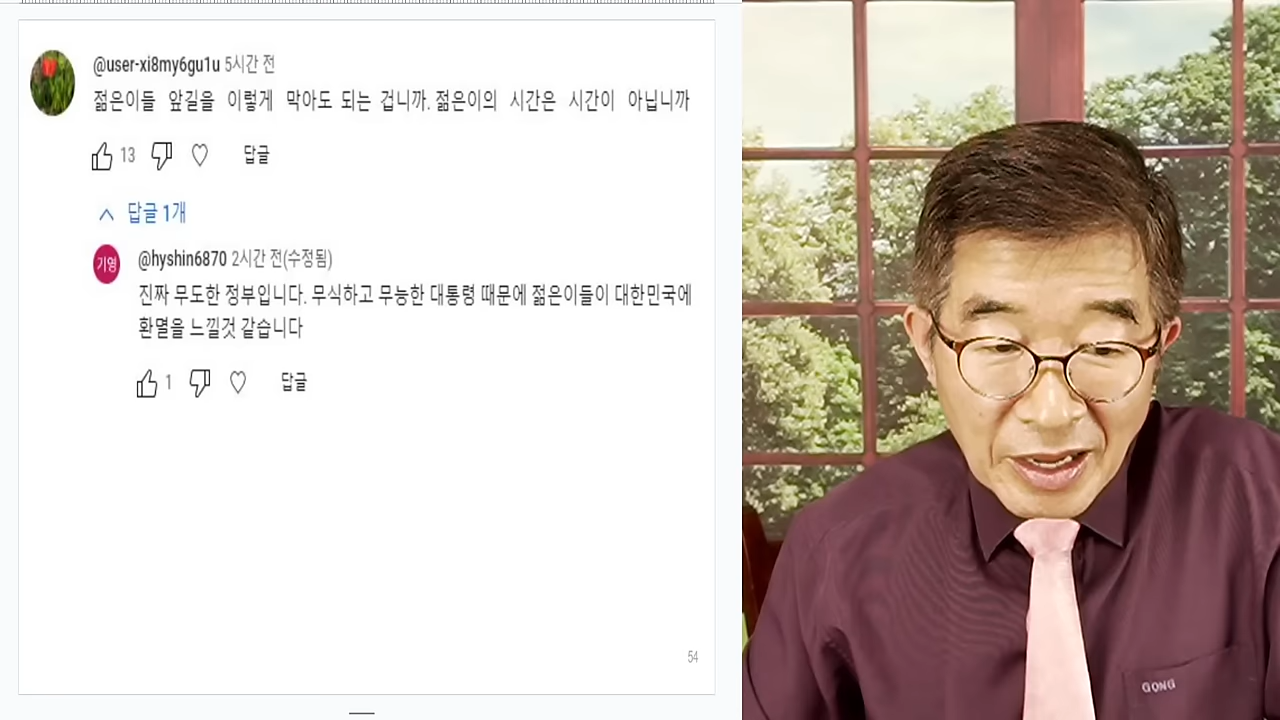 @user-xi8my6gu1u 5시간 전
젊은이들 앞길을 이렇게 막아도 되는 겁니까. 젊은이의 시간은 시간이 아닙니까
13 답글
답글 1개
기영
@hyshin6870 2시간 전(수정됨)
진짜 무도한 정부입니다. 무식하고 무능한 대통령 때문에 젊은이들이 대한민국에
환멸을 느낄것 같습니다
1 답글
54
GONG